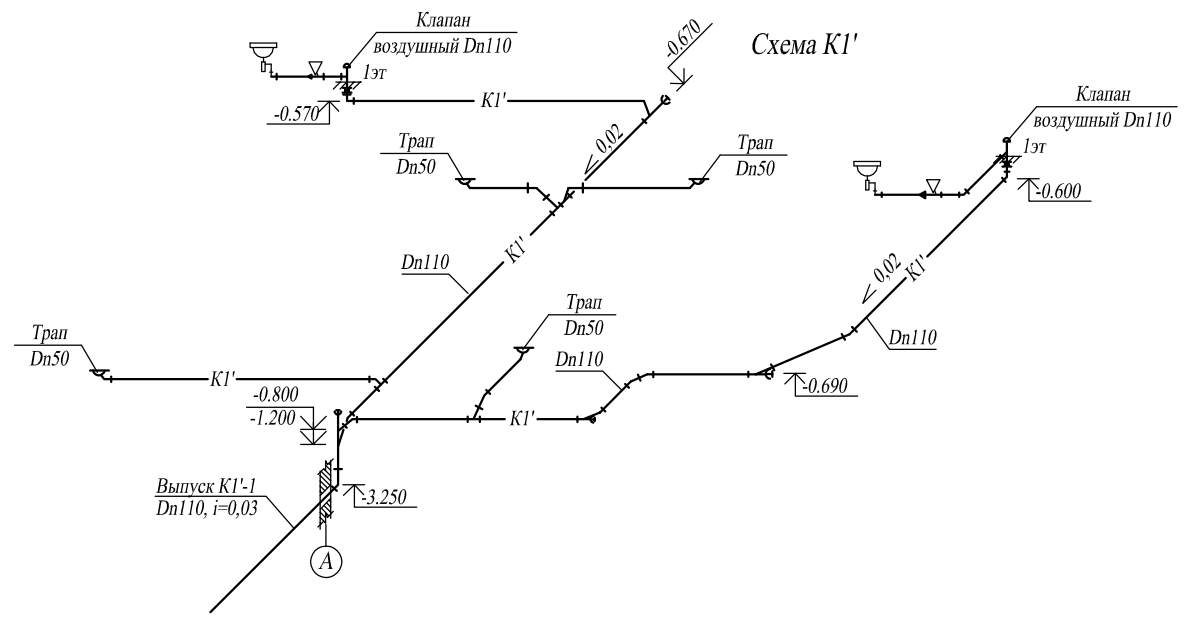 Схема К1'
Клапан
воздушный Dn110
1эт
-0.570
К1'
-0.670
0,02
Трап
Dn50
Трап
Dn50
Клапан
воздушный Dn110
1эт
-0.600
К1'
Dn110
0,02
К1'
Dn110
Трап
Dn50
К1'
Трап
Dn50
Dn110
-0.690
-0.800
-1.200
К1'
Выпуск К1'-1
Dn110, i=0,03
-3.250
А